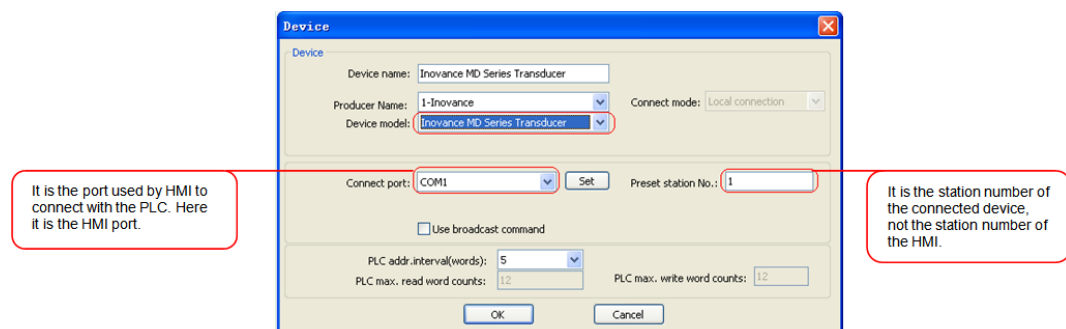 Device
Device
Device name: Inovance MD Series Transducer
Producer Name: 1-Inovance Connect mode: Local connection
Device model: Inovance MD Series Transducer
It is the port used by HMI to
connect with the PLC. Here
it is the HMI port.
Connect port: COM1 Set Preset station No.: 1
It is the station number of
the connected device,
not the station number of
the HMI.
Use broadcast command
PLC addr.interval(words): 5
PLC max. read word counts: 12 PLC max. write word counts: 12
OK Cancel